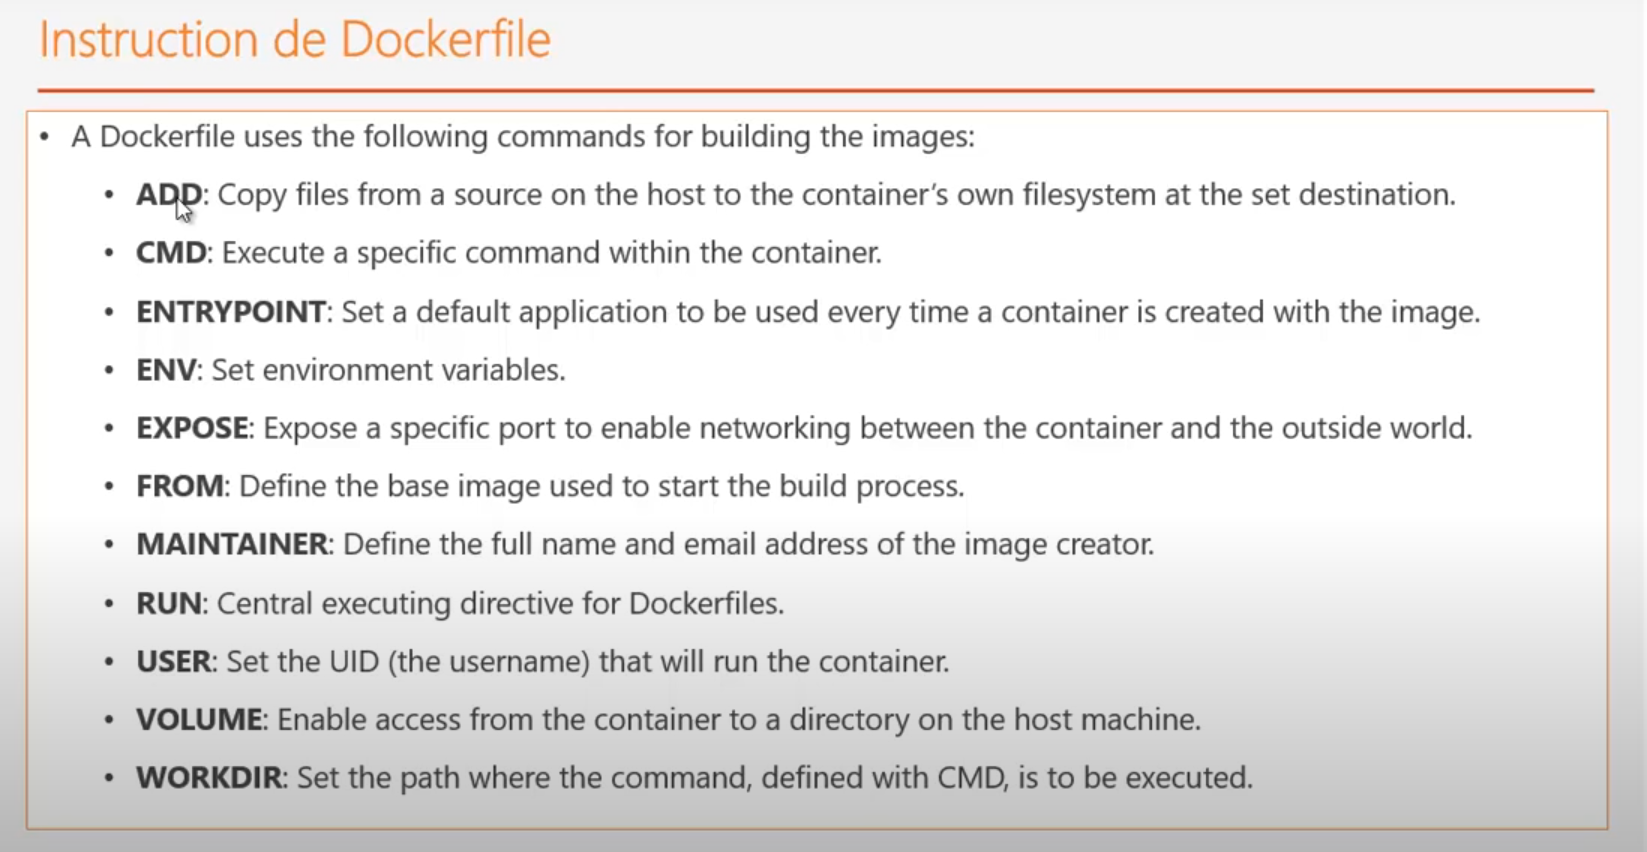 Instruction de Dockerfile
• A Dockerfile uses the following commands for building the images:
• ADD: Copy files from a source on the host to the container's own filesystem at the set destination.
• CMD: Execute a specific command within the container.
• ENTRYPOINT: Set a default application to be used every time a container is created with the image.
• ENV: Set environment variables.
• EXPOSE: Expose a specific port to enable networking between the container and the outside world.
• FROM: Define the base image used to start the build process.
• MAINTAINER: Define the full name and email address of the image creator.
• RUN: Central executing directive for Dockerfiles.
• USER: Set the UID (the username) that will run the container.
• VOLUME: Enable access from the container to a directory on the host machine.
• WORKDIR: Set the path where the command, defined with CMD, is to be executed.